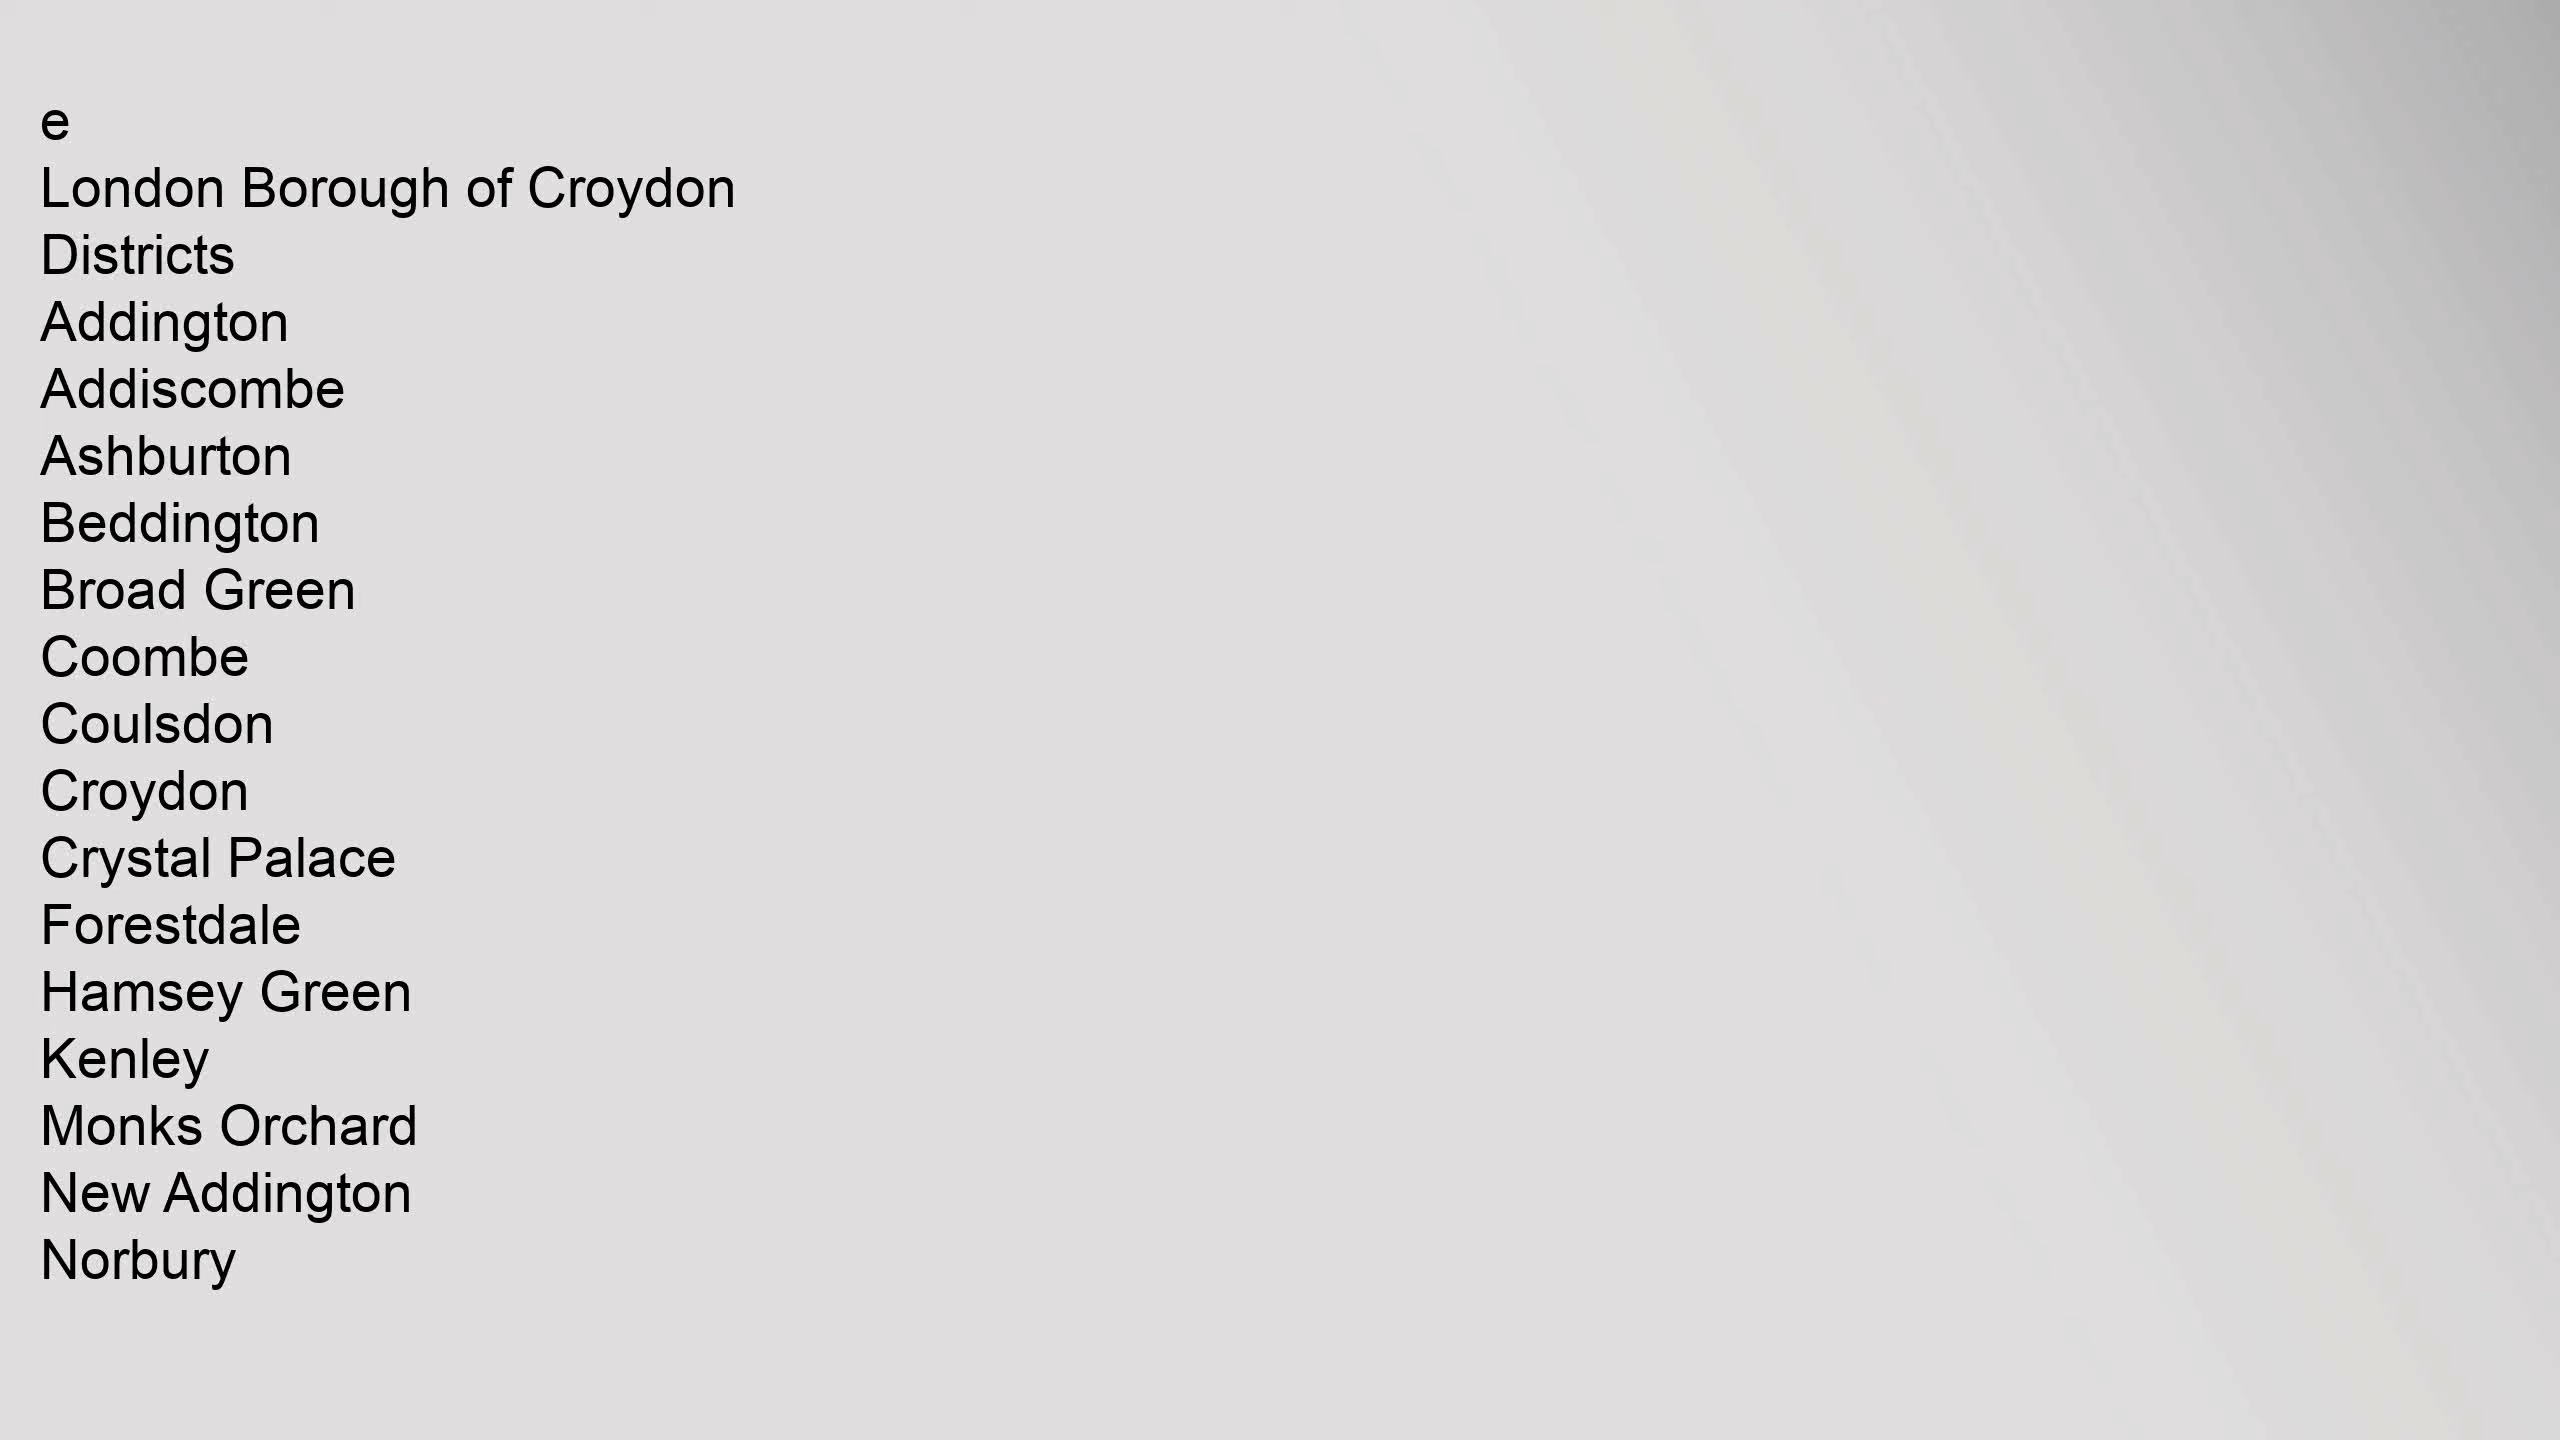 e
London Borough of Croydon
Districts
Addington
Addiscombe
Ashburton
Beddington
Broad Green
Coombe
Coulsdon
Croydon
Crystal Palace
Forestdale
Hamsey Green
Kenley
Monks Orchard
New Addington
Norbury